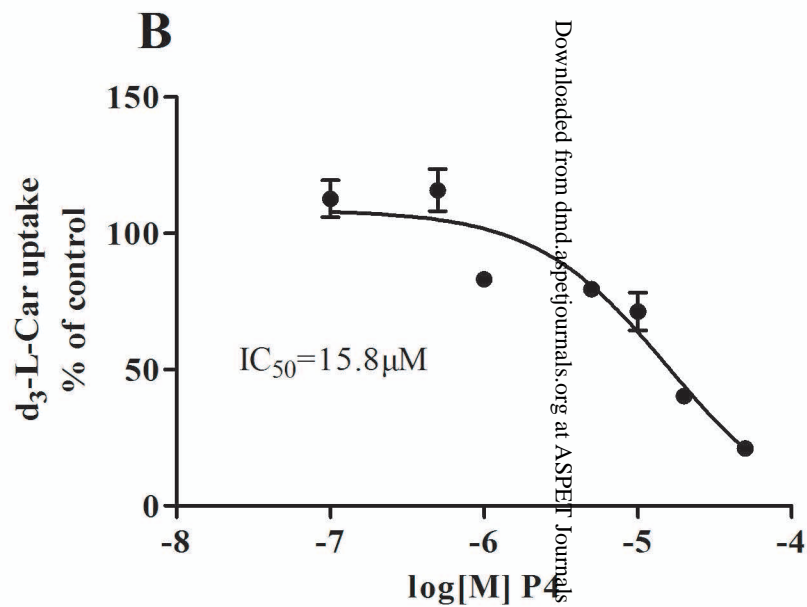 B
150
100
50
0
d₃-L-Car uptake
% of control
IC₅₀=15.8μM
-8
-7
-6
-5
-4
log[M] P4
Downloaded from dmd.aspetjournals.org at ASPET Journals